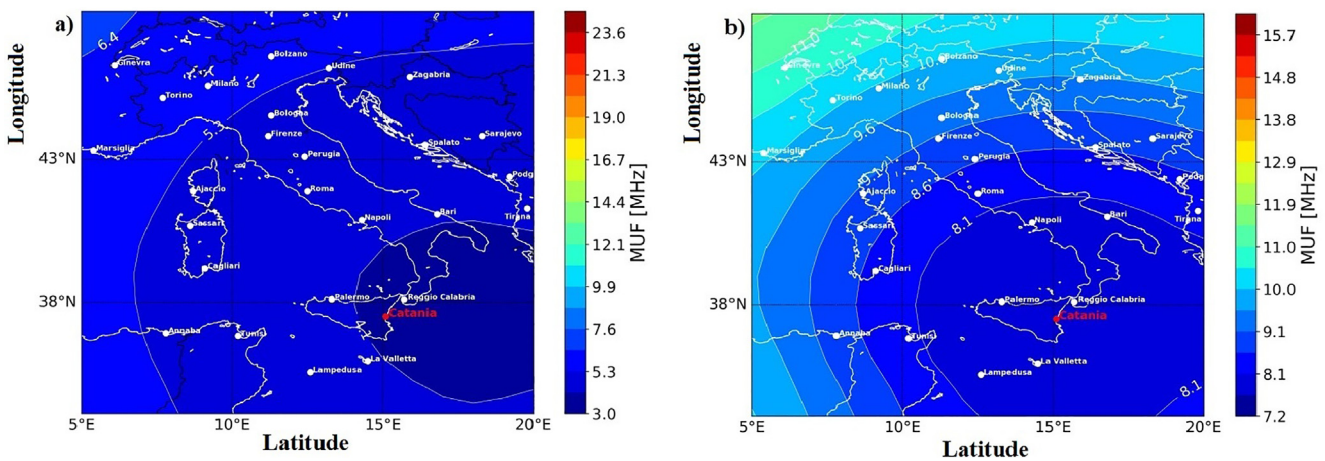 a)
6.4
Ginevra
Bolzano
Udine
Zagabria
Milano
Torino
Bologna
Firenze
Marsiglia
Perugia
Spalato
Sarajevo
Ajaccio
Roma
Podg
Tirana
Sassari
Napoli
Bari
Cagliari
Palermo
Reggio Calabria
Catania
Annaba
Tunisi
La Valletta
Lampedusa
Longitude
43°N
38°N
5°E
10°E
15°E
20°E
Latitude
23.6
21.3
19.0
16.7
14.4
12.1
9.9
7.6
5.3
3.0
MUF [MHz]
b)
10.5
Ginevra
Bolzano
Udine
Zagabria
Milano
Torino
9.6
Bologna
Firenze
Marsiglia
Perugia
Spalato
Sarajevo
Ajaccio
8.6
Roma
Podg
Tirana
Sassari
Napoli
8.1
Bari
Cagliari
Palermo
Reggio Calabria
Catania
Annaba
Tunisi
La Valletta
Lampedusa
8.1
Longitude
43°N
38°N
5°E
10°E
15°E
20°E
Latitude
15.7
14.8
13.8
12.9
11.9
11.0
10.0
9.1
8.1
7.2
MUF [MHz]